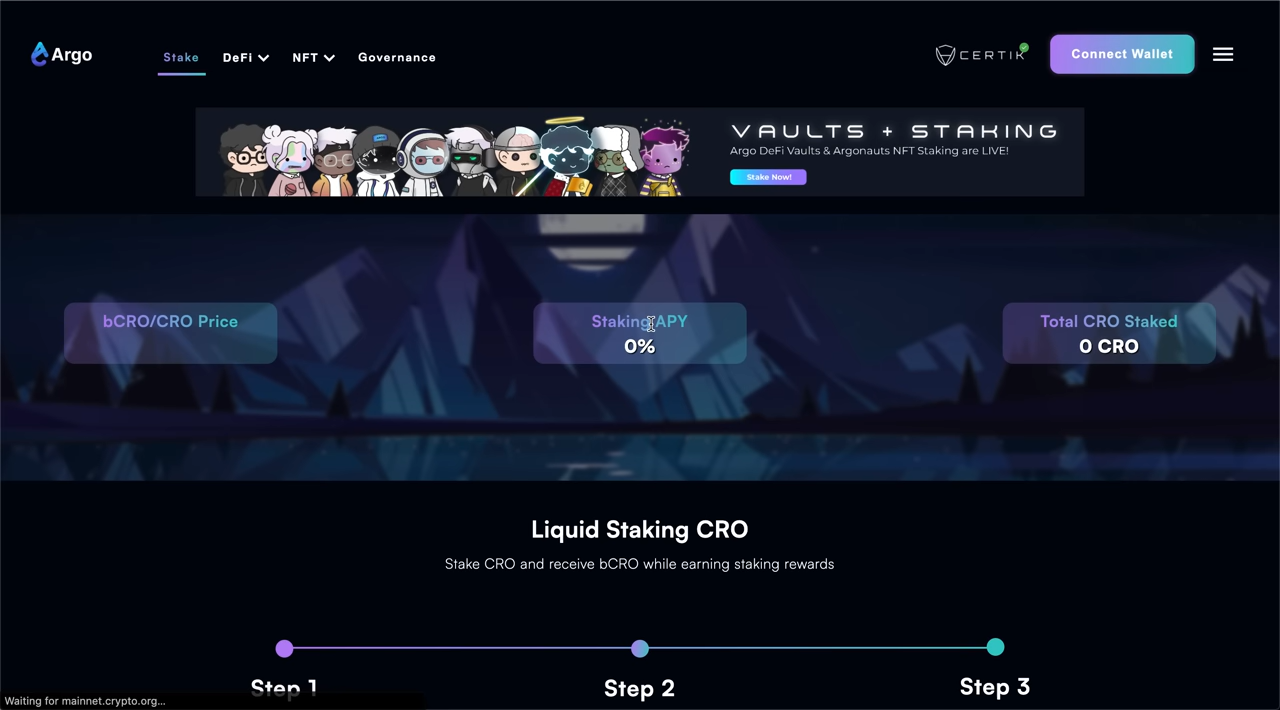 Argo
Stake
DeFi
NFT
Governance
CERTIK
Connect Wallet
VAULTS + STAKING
Argo DeFi Vaults & Argonauts NFT Staking are LIVE!
Stake Now!
bCRO/CRO Price
Staking APY
0%
Total CRO Staked
0 CRO
Liquid Staking CRO
Stake CRO and receive bCRO while earning staking rewards
Step 1
Step 2
Step 3
Waiting for mainnet.crypto.org...